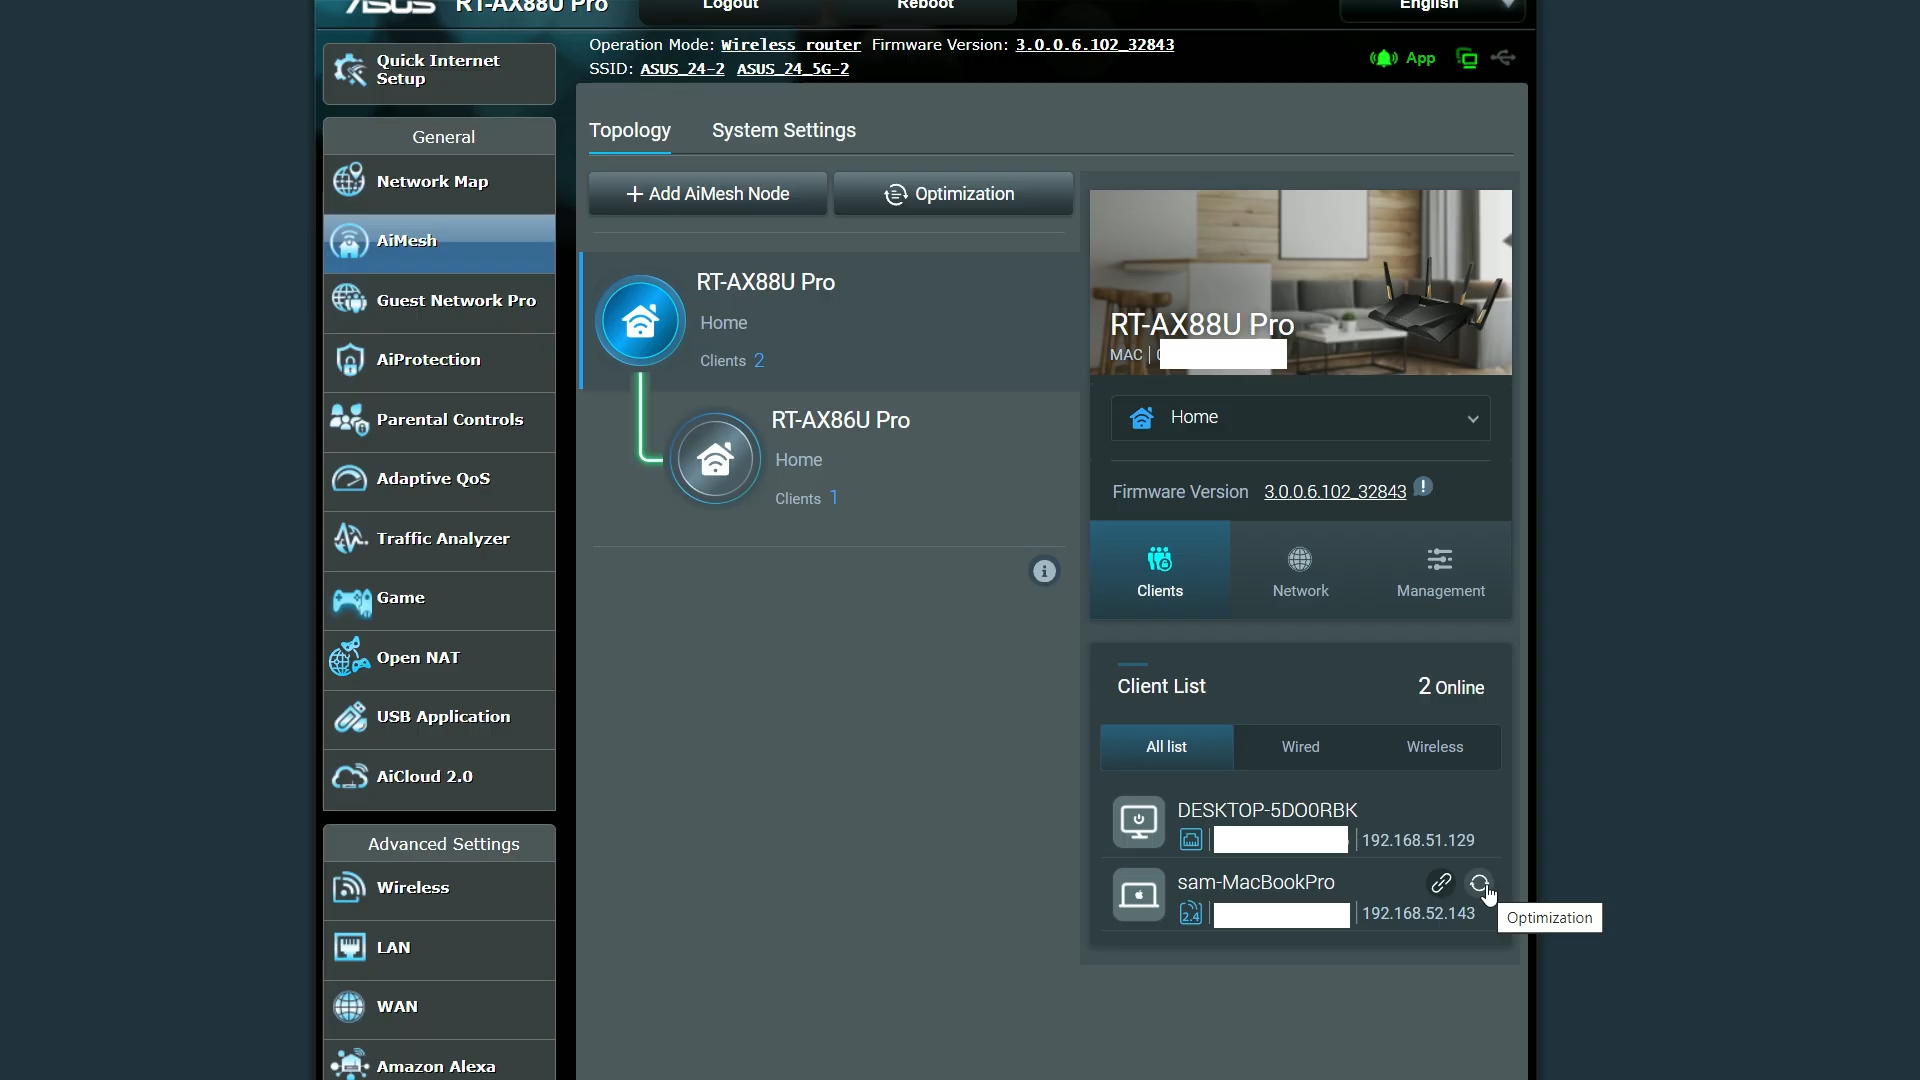 ASUS RT-AX88U Pro
Logout
Reboot
English
Quick Internet
Setup
Operation Mode: Wireless router Firmware Version: 3.0.0.6.102_32843
SSID: ASUS_24-2 ASUS_24_5G-2
App
General
Network Map
AiMesh
Guest Network Pro
AiProtection
Parental Controls
Adaptive QoS
Traffic Analyzer
Game
Open NAT
USB Application
AiCloud 2.0
Advanced Settings
Wireless
LAN
WAN
Amazon Alexa
Topology
System Settings
+ Add AiMesh Node
Optimization
RT-AX88U Pro
Home
Clients 2
RT-AX86U Pro
Home
Clients 1
RT-AX88U Pro
MAC |
Home
Firmware Version 3.0.0.6.102_32843
Clients
Network
Management
Client List
2 Online
All list
Wired
Wireless
DESKTOP-5DO0RBK
192.168.51.129
sam-MacBookPro
2.4
192.168.52.143
Optimization